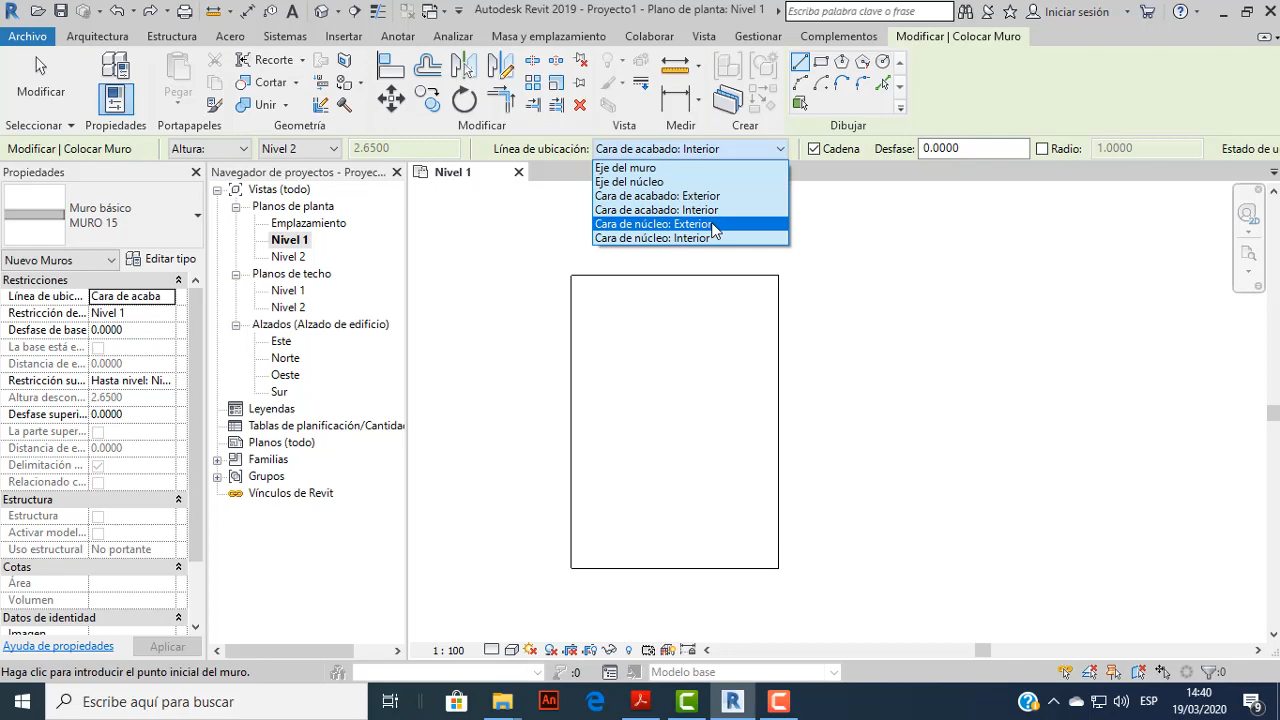 Autodesk Revit 2019 - Proyecto1 - Plano de planta: Nivel 1
Escriba palabra clave o frase
Iniciar sesión
Archivo Arquitectura Estructura Acero Sistemas Insertar Anotar Analizar Masa y emplazamiento Colaborar Vista Gestionar Complementos Modificar | Colocar Muro
Modificar
Pegar
Recorte
Cortar
Unir
Seleccionar Propiedades Portapapeles Geometría Modificar Vista Medir Crear Dibujar
Modificar | Colocar Muro Altura: Nivel 2 2.6500 Línea de ubicación: Cara de acabado: Interior Cadena Desfase: 0.0000 Radio: 1.0000 Estado de u
Eje del muro
Eje del núcleo
Cara de acabado: Exterior
Cara de acabado: Interior
Cara de núcleo: Exterior
Cara de núcleo: Interior
Propiedades
Muro básico
MURO 15
Nuevo Muros
Editar tipo
Restricciones
Línea de ubic... Cara de acaba
Restricción de... Nivel 1
Desfase de base 0.0000
La base está e...
Distancia de e... 0.0000
Restricción su... Hasta nivel: Ni...
Altura descon... 2.6500
Desfase superi... 0.0000
La parte super...
Distancia de e... 0.0000
Delimitación ...
Relacionado c...
Estructura
Estructura
Activar model...
Uso estructural No portante
Cotas
Área
Volumen
Datos de identidad
Imagen
Ayuda de propiedades
Aplicar
Navegador de proyectos - Proyec...
Vistas (todo)
Planos de planta
Emplazamiento
Nivel 1
Nivel 2
Planos de techo
Nivel 1
Nivel 2
Alzados (Alzado de edificio)
Este
Norte
Oeste
Sur
Leyendas
Tablas de planificación/Cantida
Planos (todo)
Familias
Grupos
Vínculos de Revit
Nivel 1
1 : 100
Haga clic para introducir el punto inicial del muro.
:0
Modelo base
:0
Escribe aquí para buscar
An
R
ESP
14:40
19/03/2020